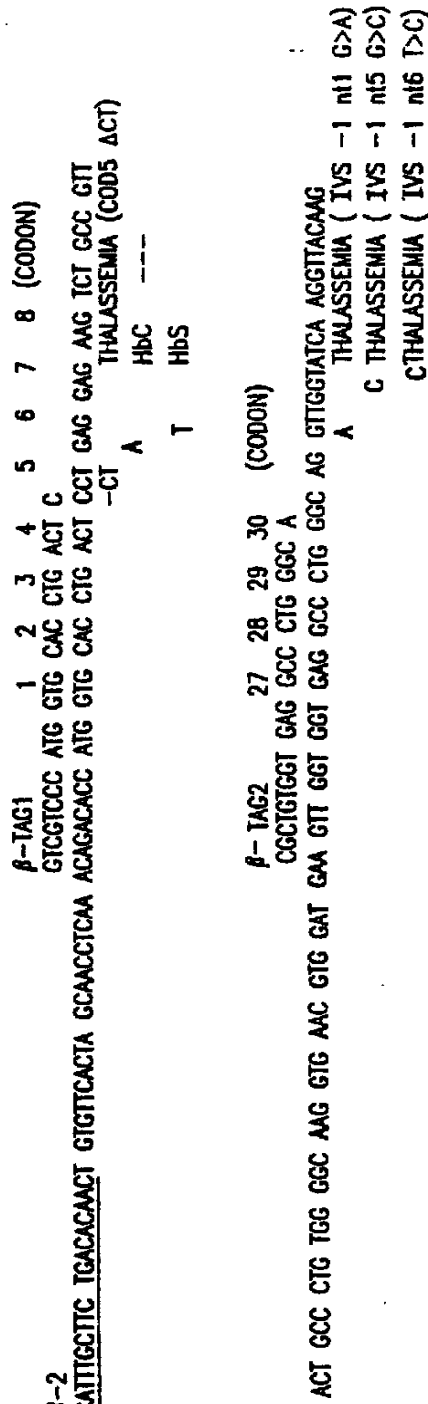 β-TAG1 1 2 3 4 5 6 7 8 (CODON)
GTCGTCCC ATG GTG CAC CTG ACT C
TGACACAACT GTGTTCACTA GCAACCTCAA ACAGACACC ATG GTG CAC CTG ACT CCT GAG GAG AAG TCT GCC GTT
-CT THALASSEMIA (COD5 ΔCT)
A HbC ---
T HbS
β- TAG2 27 28 29 30 (CODON)
CGCTGTGGT GAG GCC CTG GGC A
ACT GCC CTG TGG GGC AAG GTG AAC GTG GAT GAA GTT GGT GGT GAG GCC CTG GGC AG GTTGGTATCA AGGTTACAAG
A THALASSEMIA ( IVS -1 nt1 G>A)
C THALASSEMIA ( IVS -1 nt5 G>C)
CTHALASSEMIA ( IVS -1 nt6 T>C)